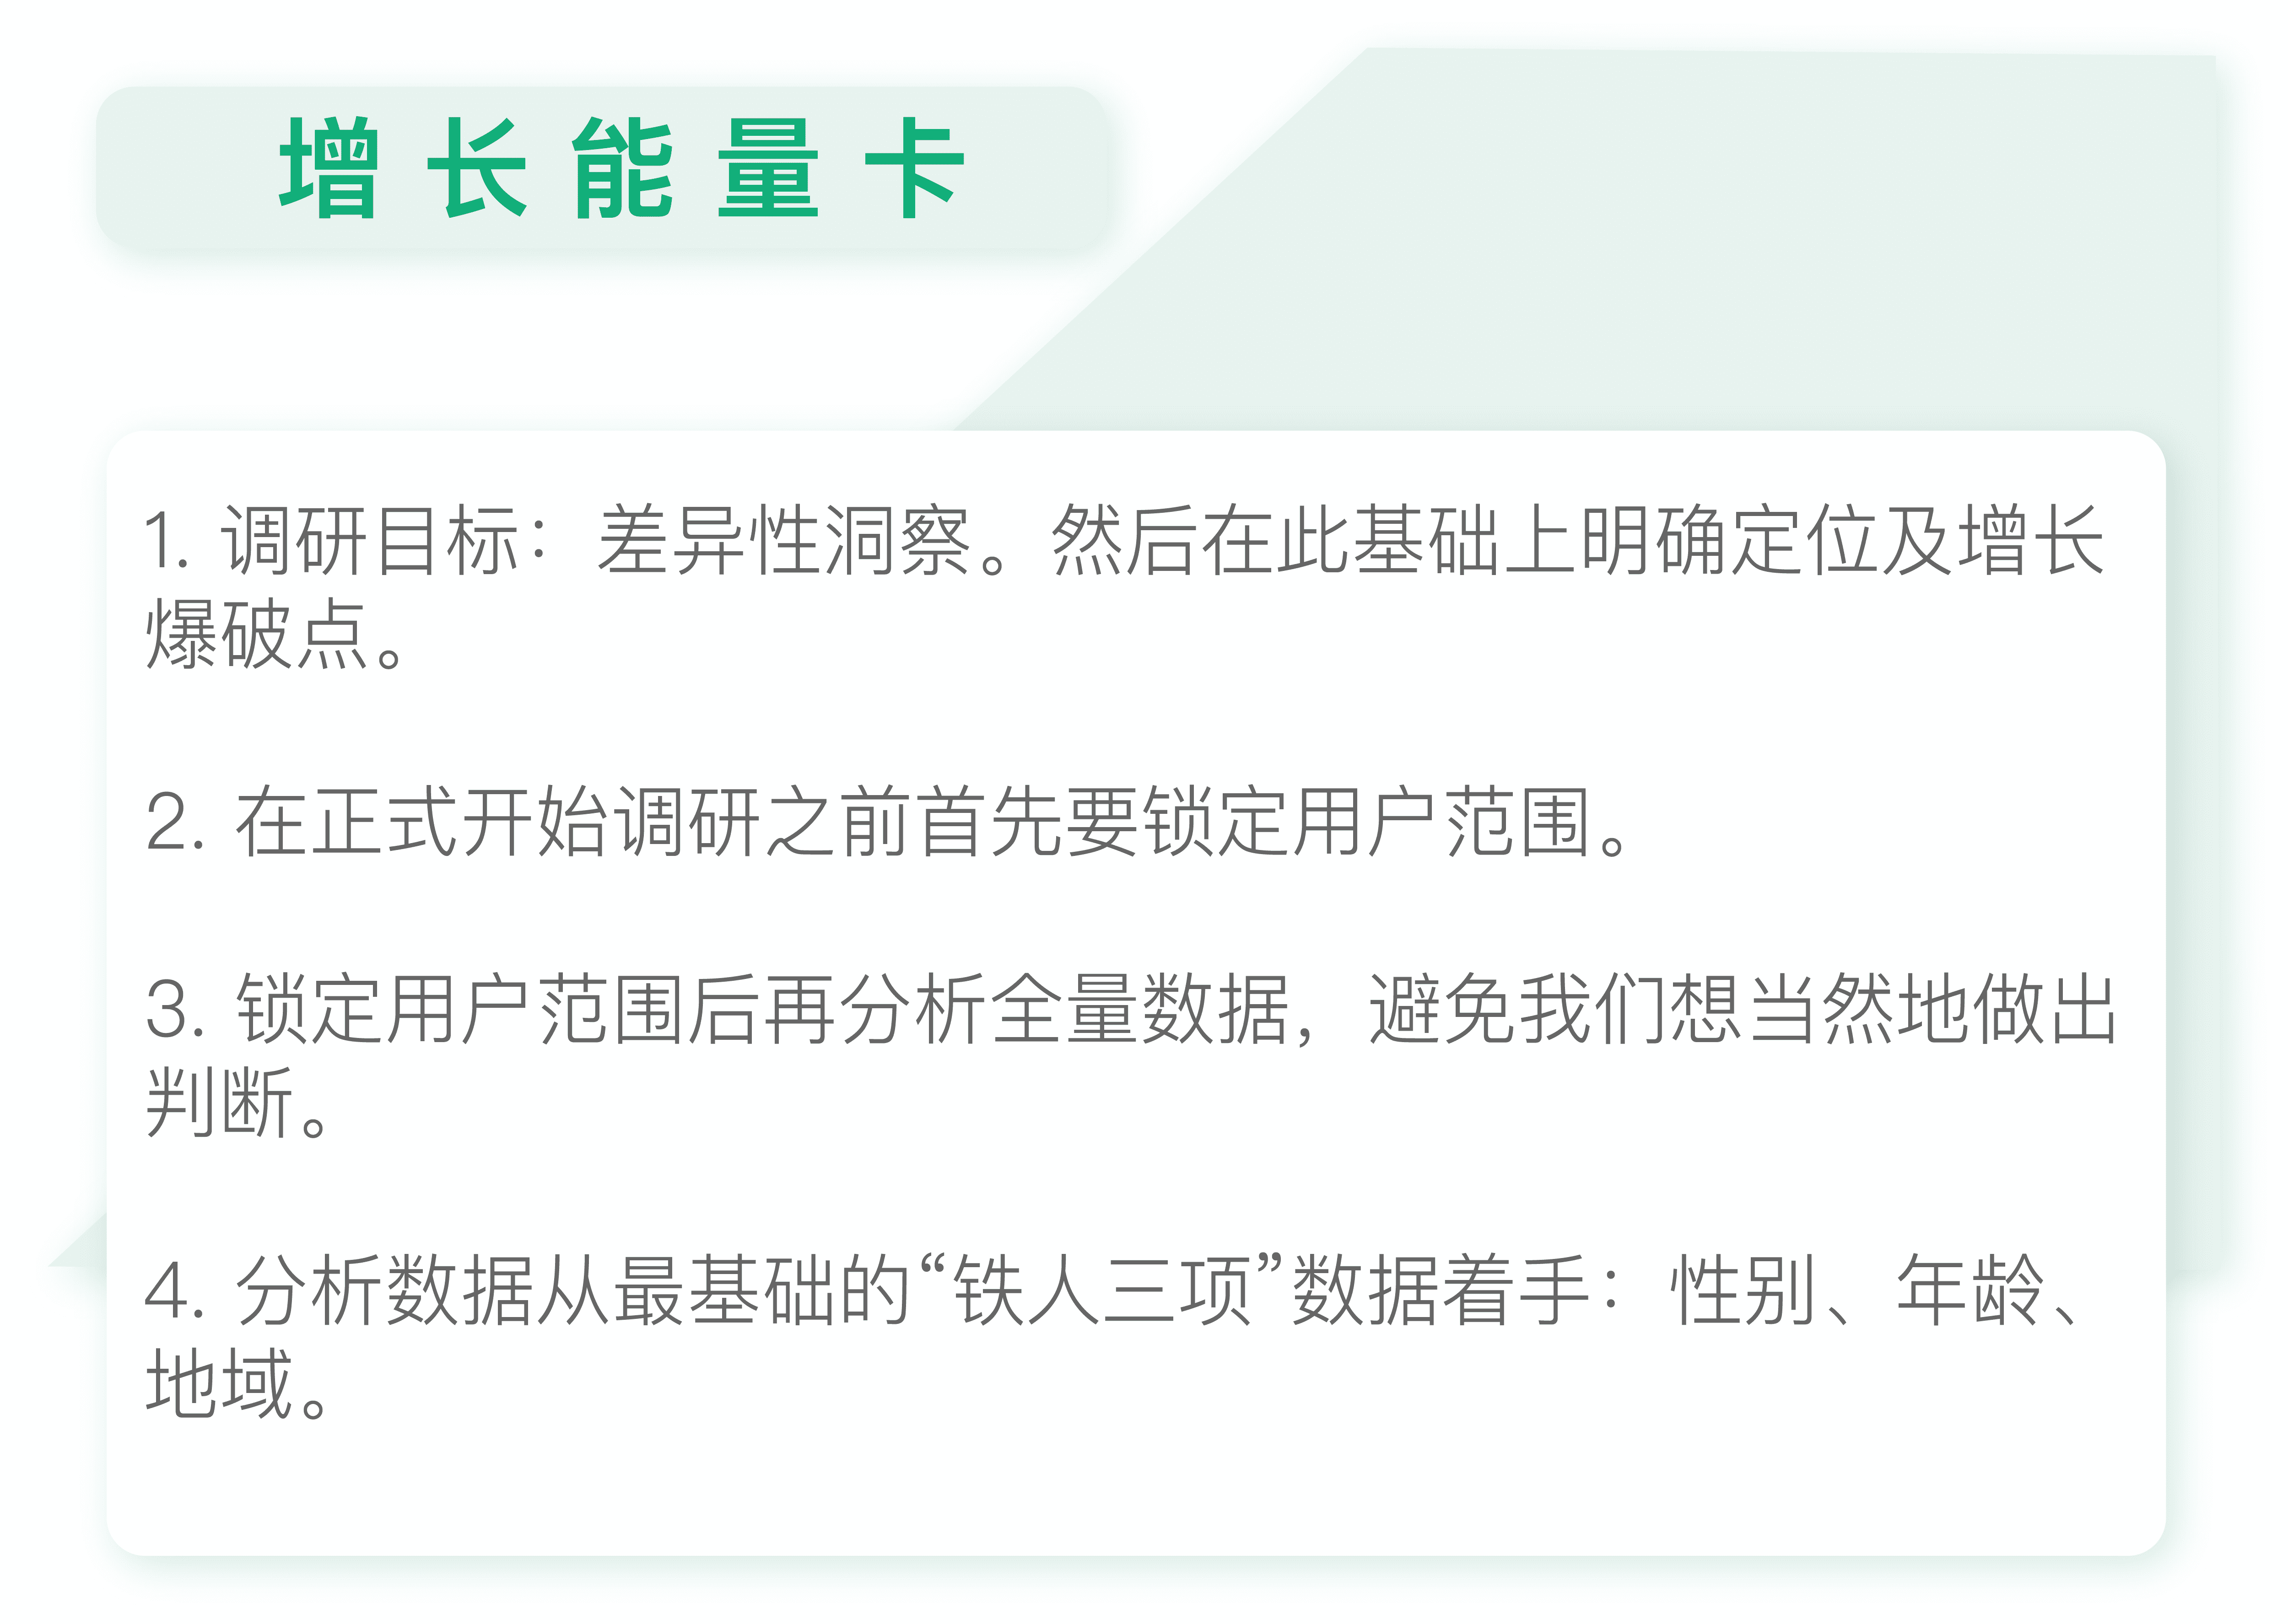 增长能量卡
1. 调研目标：差异性洞察。然后在此基础上明确定位及增长
爆破点。
2. 在正式开始调研之前首先要锁定用户范围。
3. 锁定用户范围后再分析全量数据，避免我们想当然地做出
判断。
4. 分析数据从最基础的“铁人三项”数据着手：性别、年龄、
地域。